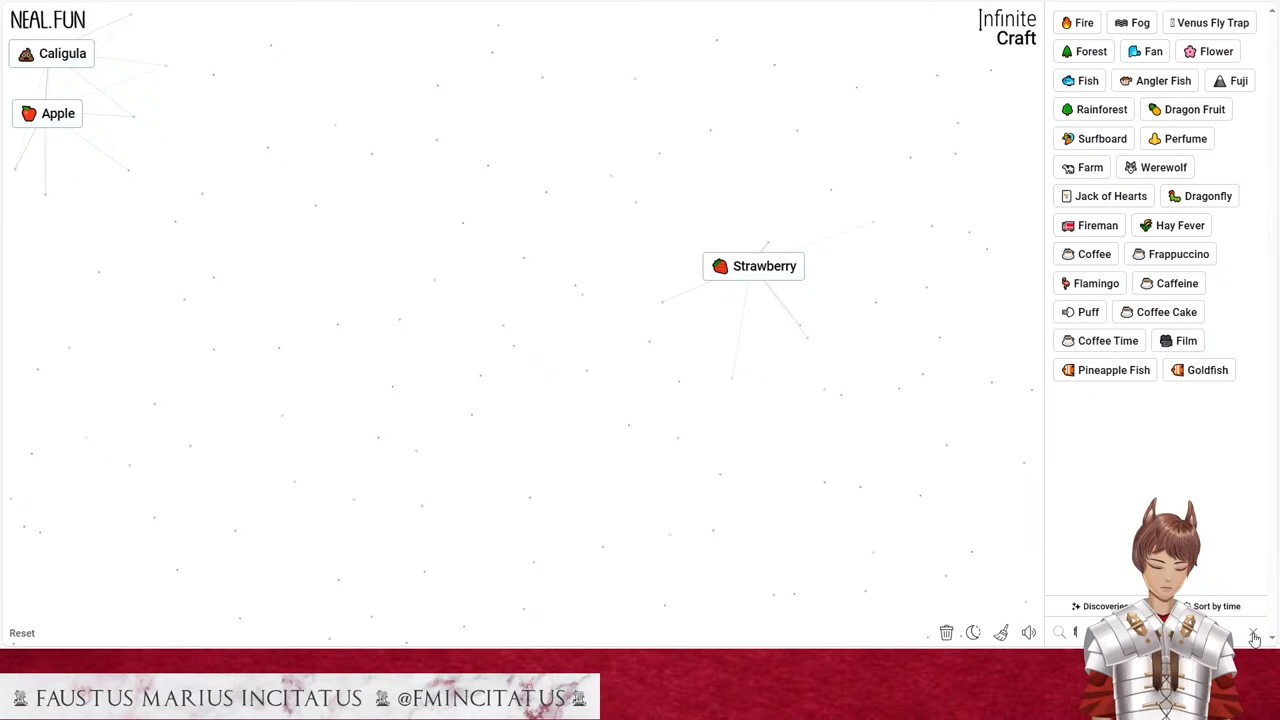 NEAL.FUN
Infinite
Craft
Caligula
Apple
Strawberry
Fire
Fog
Venus Fly Trap
Forest
Fan
Flower
Fish
Angler Fish
Fuji
Rainforest
Dragon Fruit
Surfboard
Perfume
Farm
Werewolf
Jack of Hearts
Dragonfly
Fireman
Hay Fever
Coffee
Frappuccino
Flamingo
Caffeine
Puff
Coffee Cake
Coffee Time
Film
Pineapple Fish
Goldfish
Discoveries
Sort by time
Reset
FAUSTUS MARIUS INCITATUS @FMINCITATUS